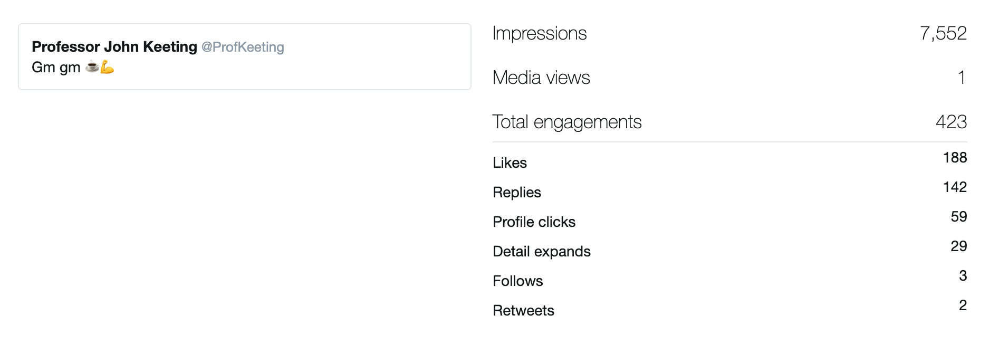 Professor John Keeting @ProfKeeting
Gm gm ☕💪
Impressions 7,552
Media views 1
Total engagements 423
Likes 188
Replies 142
Profile clicks 59
Detail expands 29
Follows 3
Retweets 2